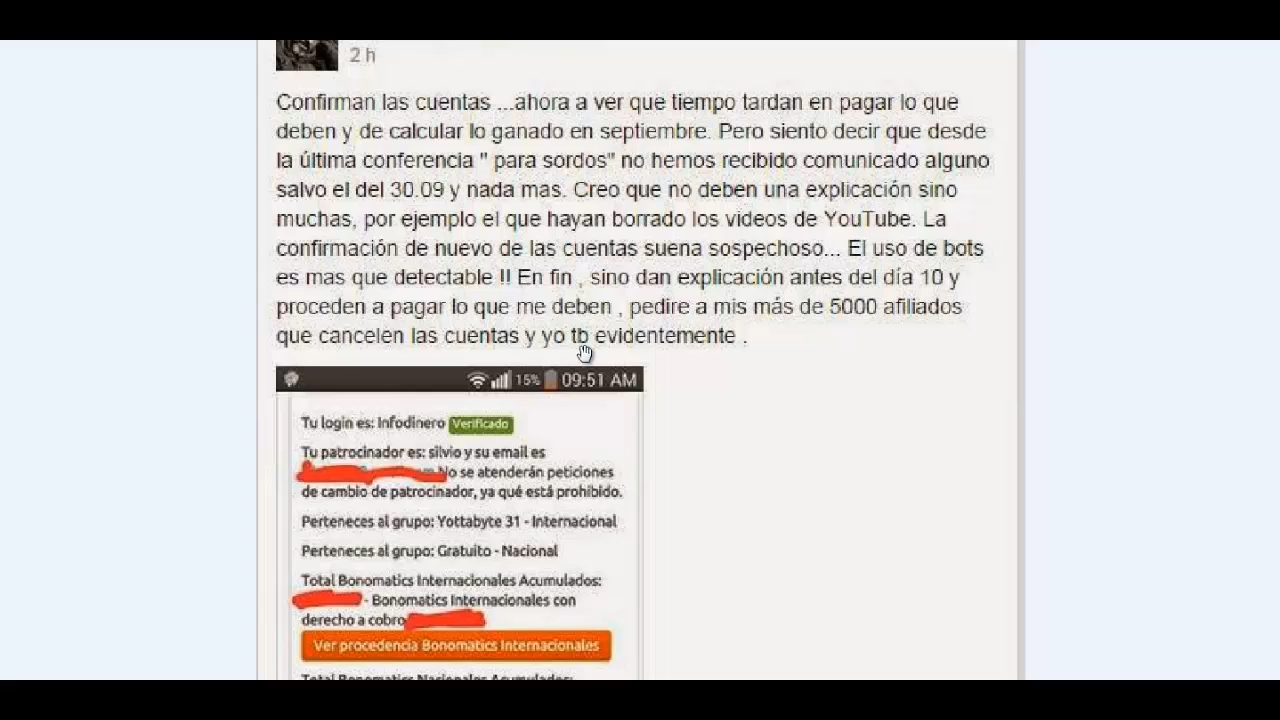 2 h
Confirman las cuentas ...ahora a ver que tiempo tardan en pagar lo que
deben y de calcular lo ganado en septiembre. Pero siento decir que desde
la última conferencia " para sordos" no hemos recibido comunicado alguno
salvo el del 30.09 y nada mas. Creo que no deben una explicación sino
muchas, por ejemplo el que hayan borrado los videos de YouTube. La
confirmación de nuevo de las cuentas suena sospechoso... El uso de bots
es mas que detectable !! En fin , sino dan explicación antes del día 10 y
proceden a pagar lo que me deben , pedire a mis más de 5000 afiliados
que cancelen las cuentas y yo tb evidentemente .
15% 09:51 AM
Tu login es: Infodinero Verificado
Tu patrocinador es: silvio y su email es
No se atenderán peticiones
de cambio de patrocinador, ya qué está prohibido.
Perteneces al grupo: Yottabyte 31 - Internacional
Perteneces al grupo: Gratuito - Nacional
Total Bonomatics Internacionales Acumulados:
- Bonomatics Internacionales con
derecho a cobro
Ver procedencia Bonomatics Internacionales
Total Bonomatics Nacionales Acumulados: